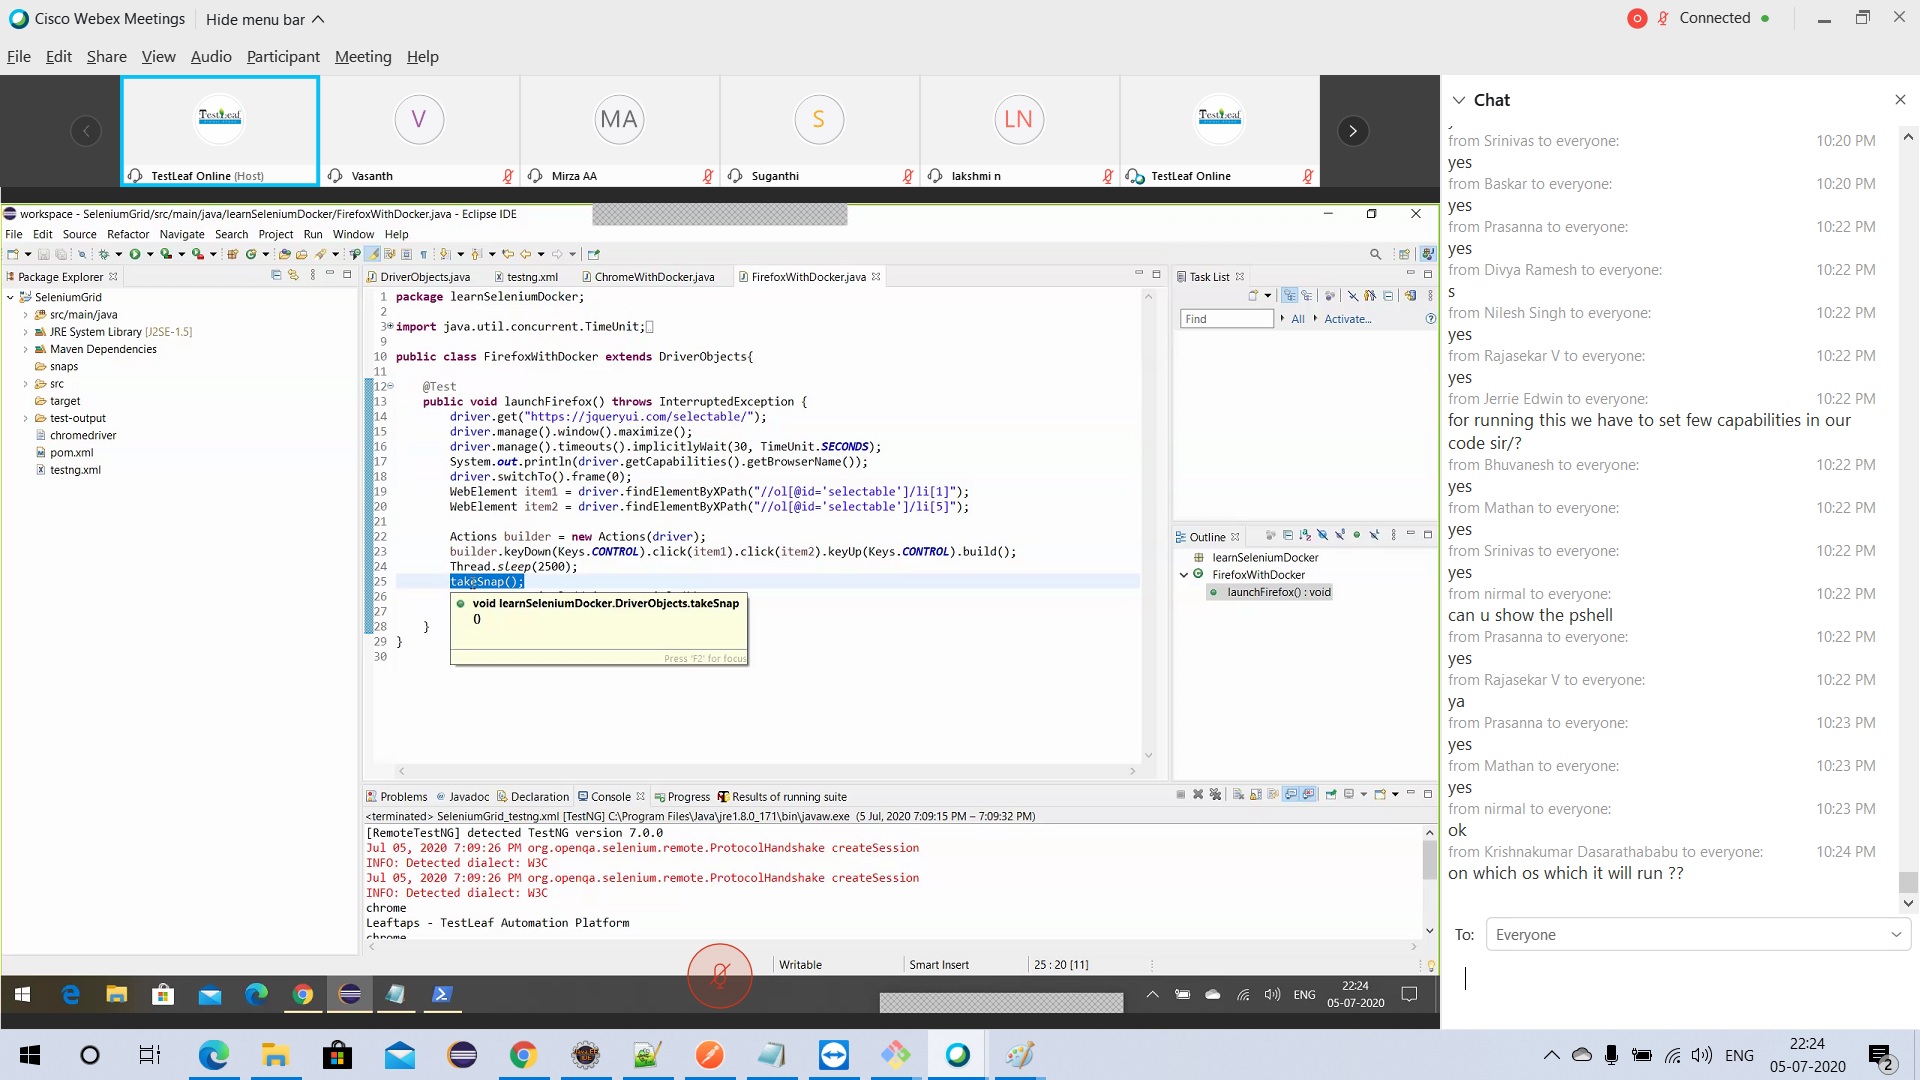 Cisco Webex Meetings
Hide menu bar
Connected
File Edit Share View Audio Participant Meeting Help
TestLeaf
TestLeaf Online (Host)
V
Vasanth
MA
Mirza AA
S
Suganthi
LN
lakshmi n
TestLeaf
TestLeaf Online
workspace - SeleniumGrid/src/main/java/learnSeleniumDocker/FirefoxWithDocker.java - Eclipse IDE
File Edit Source Refactor Navigate Search Project Run Window Help
Package Explorer
SeleniumGrid
src/main/java
JRE System Library [J2SE-1.5]
Maven Dependencies
snaps
src
target
test-output
chromedriver
pom.xml
testng.xml
DriverObjects.java testng.xml ChromeWithDocker.java FirefoxWithDocker.java
1 package learnSeleniumDocker;
2
3 import java.util.concurrent.TimeUnit;
9
10 public class FirefoxWithDocker extends DriverObjects{
11
12 @Test
13 public void launchFirefox() throws InterruptedException {
14 driver.get("https://jqueryui.com/selectable/");
15 driver.manage().window().maximize();
16 driver.manage().timeouts().implicitlyWait(30, TimeUnit.SECONDS);
17 System.out.println(driver.getCapabilities().getBrowserName());
18 driver.switchTo().frame(0);
19 WebElement item1 = driver.findElementByXPath("//ol[@id='selectable']/li[1]");
20 WebElement item2 = driver.findElementByXPath("//ol[@id='selectable']/li[5]");
21
22 Actions builder = new Actions(driver);
23 builder.keyDown(Keys.CONTROL).click(item1).click(item2).keyUp(Keys.CONTROL).build();
24 Thread.sleep(2500);
25 takeSnap();
26
27
28 }
29 }
30
void learnSeleniumDocker.DriverObjects.takeSnap
()
Press 'F2' for focus
Task List
Find
All
Activate...
Outline
learnSeleniumDocker
FirefoxWithDocker
launchFirefox() : void
Problems Javadoc Declaration Console Progress Results of running suite
<terminated> SeleniumGrid_testng.xml [TestNG] C:\Program Files\Java\jre1.8.0_171\bin\javaw.exe (5 Jul, 2020 7:09:15 PM – 7:09:32 PM)
[RemoteTestNG] detected TestNG version 7.0.0
Jul 05, 2020 7:09:26 PM org.openqa.selenium.remote.ProtocolHandshake createSession
INFO: Detected dialect: W3C
Jul 05, 2020 7:09:26 PM org.openqa.selenium.remote.ProtocolHandshake createSession
INFO: Detected dialect: W3C
chrome
Leaftaps - TestLeaf Automation Platform
chrome
Writable
Smart Insert
25 : 20 [11]
ENG
22:24
05-07-2020
Chat
from Srinivas to everyone: 10:20 PM
yes
from Baskar to everyone: 10:20 PM
yes
from Prasanna to everyone: 10:22 PM
yes
from Divya Ramesh to everyone: 10:22 PM
s
from Nilesh Singh to everyone: 10:22 PM
yes
from Rajasekar V to everyone: 10:22 PM
yes
from Jerrie Edwin to everyone: 10:22 PM
for running this we have to set few capabilities in our
code sir/?
from Bhuvanesh to everyone: 10:22 PM
yes
from Mathan to everyone: 10:22 PM
yes
from Srinivas to everyone: 10:22 PM
yes
from nirmal to everyone: 10:22 PM
can u show the pshell
from Prasanna to everyone: 10:22 PM
yes
from Rajasekar V to everyone: 10:22 PM
ya
from Prasanna to everyone: 10:23 PM
yes
from Mathan to everyone: 10:23 PM
yes
from nirmal to everyone: 10:23 PM
ok
from Krishnakumar Dasarathababu to everyone: 10:24 PM
on which os which it will run ??
To: Everyone
ENG
22:24
05-07-2020
2